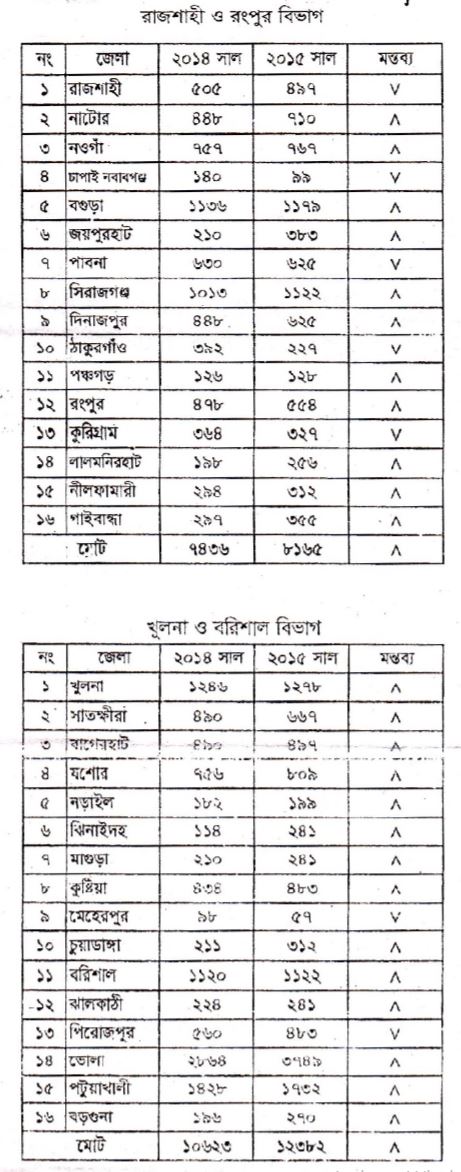 রাজশাহী ও রংপুর বিভাগ
নং জেলা ২০১৪ সাল ২০১৫ সাল মন্তব্য
১ রাজশাহী ৫০৫ ৪৯৭ V
২ নাটোর ৪৪৮ ৭১০ Λ
৩ নওগাঁ ৭৫৭ ৭৬৭ Λ
৪ চাপাই নবাবগঞ্জ ১৪০ ৯৯ V
৫ বগুড়া ১১৩৬ ১১৭৯ Λ
৬ জয়পুরহাট ২১০ ৩৮৩ Λ
৭ পাবনা ৬৩০ ৬২৫ V
৮ সিরাজগঞ্জ ১০১৩ ১১২২ Λ
৯ দিনাজপুর ৪৪৮ ৬২৫ Λ
১০ ঠাকুরগাঁও ৩৯২ ২২৭ V
১১ পঞ্চগড় ১২৬ ১২৮ Λ
১২ রংপুর ৪৭৮ ৫৫৪ Λ
১৩ কুরিগ্রাম ৩৬৪ ৩২৭ V
১৪ লালমনিরহাট ১৯৮ ২৫৬ Λ
১৫ নীলফামারী ২৯৪ ৩১২ Λ
১৬ গাইবান্ধা ২৯৭ ৩৫৫ Λ
মোট ৭৪৩৬ ৮১৬৫ Λ
খুলনা ও বরিশাল বিভাগ
নং জেলা ২০১৪ সাল ২০১৫ সাল মন্তব্য
১ খুলনা ১২৪৬ ১২৭৮ Λ
২ সাতক্ষীরা ৪৯০ ৬৬৭ Λ
৩ বাগেরহাট ৪৯০ ৪৯৭ Λ
৪ যশোর ৭৫৬ ৮০৯ Λ
৫ নড়াইল ১৮২ ১৯৯ Λ
৬ ঝিনাইদহ ১১৪ ২৪১ Λ
৭ মাগুড়া ২১০ ২৪১ Λ
৮ কুষ্টিয়া ৪৩৪ ৪৮৩ Λ
৯ মেহেরপুর ৯৮ ৫৭ V
১০ চুয়াডাঙ্গা ২১১ ৩১২ Λ
১১ বরিশাল ১১২০ ১১২২ Λ
১২ ঝালকাঠী ২২৪ ২৪১ Λ
১৩ পিরোজপুর ৫৬০ ৪৮৩ V
১৪ ভোলা ২৮৬৪ ৩৭৪৯ Λ
১৫ পটুয়াখালী ১৪২৮ ১৭৩২ Λ
১৬ বড়গুনা ১৯৬ ২৭০ Λ
মোট ১০৬২৩ ১২৩৮২ Λ